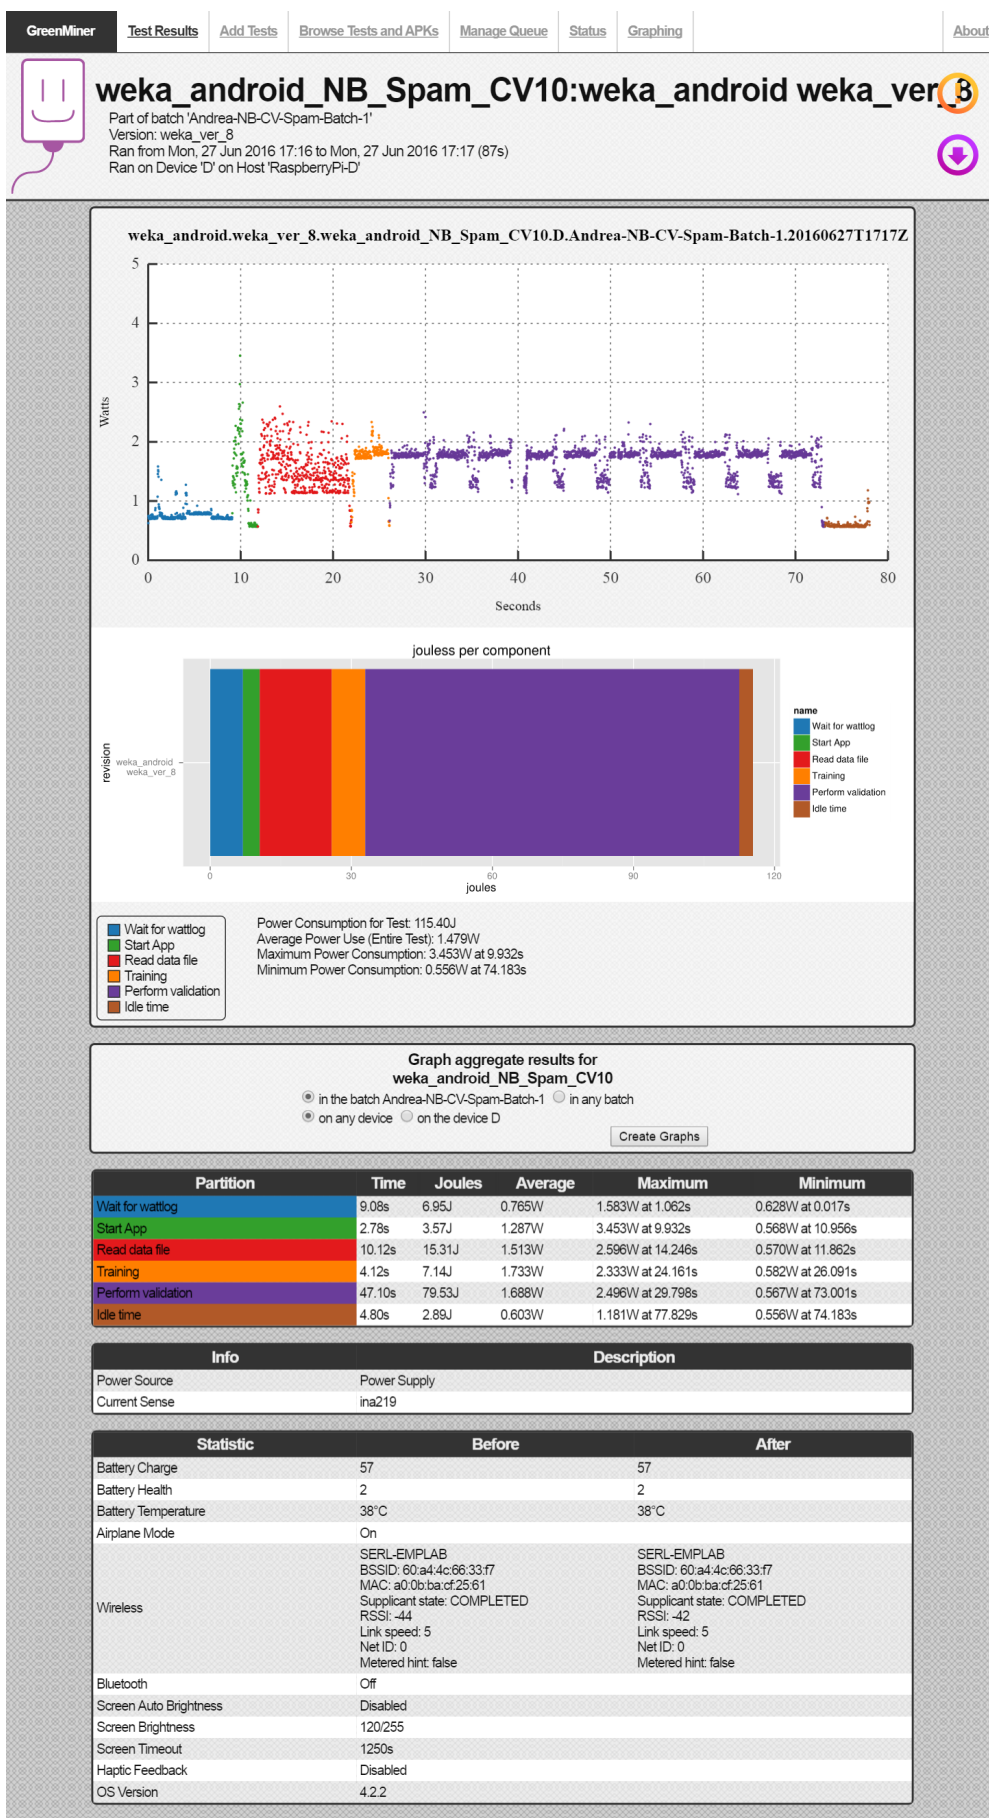 GreenMiner Test Results Add Tests Browse Tests and APKs Manage Queue Status Graphing About
weka_android_NB_Spam_CV10:weka_android weka_ver_8
Part of batch 'Andrea-NB-CV-Spam-Batch-1'
Version: weka_ver_8
Ran from Mon, 27 Jun 2016 17:16 to Mon, 27 Jun 2016 17:17 (87s)
Ran on Device 'D' on Host 'RaspberryPi-D'
weka_android.weka_ver_8.weka_android_NB_Spam_CV10.D.Andrea-NB-CV-Spam-Batch-1.20160627T1717Z
5
4
3
2
1
0
Watts
0 10 20 30 40 50 60 70 80
Seconds
jouless per component
revision
weka_android
weka_ver_8
0 30 60 90 120
joules
name
Wait for wattlog
Start App
Read data file
Training
Perform validation
Idle time
Wait for wattlog
Start App
Read data file
Training
Perform validation
Idle time
Power Consumption for Test: 115.40J
Average Power Use (Entire Test): 1.479W
Maximum Power Consumption: 3.453W at 9.932s
Minimum Power Consumption: 0.556W at 74.183s
Graph aggregate results for
weka_android_NB_Spam_CV10
in the batch Andrea-NB-CV-Spam-Batch-1 in any batch
on any device on the device D
Create Graphs
Partition Time Joules Average Maximum Minimum
Wait for wattlog 9.08s 6.95J 0.765W 1.583W at 1.062s 0.628W at 0.017s
Start App 2.78s 3.57J 1.287W 3.453W at 9.932s 0.568W at 10.956s
Read data file 10.12s 15.31J 1.513W 2.596W at 14.246s 0.570W at 11.862s
Training 4.12s 7.14J 1.733W 2.333W at 24.161s 0.582W at 26.091s
Perform validation 47.10s 79.53J 1.688W 2.496W at 29.798s 0.567W at 73.001s
Idle time 4.80s 2.89J 0.603W 1.181W at 77.829s 0.556W at 74.183s
Info Description
Power Source Power Supply
Current Sense ina219
Statistic Before After
Battery Charge 57 57
Battery Health 2 2
Battery Temperature 38°C 38°C
Airplane Mode On
Wireless
SERL-EMPLAB SERL-EMPLAB
BSSID: 60:a4:4c:66:33:f7 BSSID: 60:a4:4c:66:33:f7
MAC: a0:0b:ba:cf:25:61 MAC: a0:0b:ba:cf:25:61
Supplicant state: COMPLETED Supplicant state: COMPLETED
RSSI: -44 RSSI: -42
Link speed: 5 Link speed: 5
Net ID: 0 Net ID: 0
Metered hint: false Metered hint: false
Bluetooth Off
Screen Auto Brightness Disabled
Screen Brightness 120/255
Screen Timeout 1250s
Haptic Feedback Disabled
OS Version 4.2.2